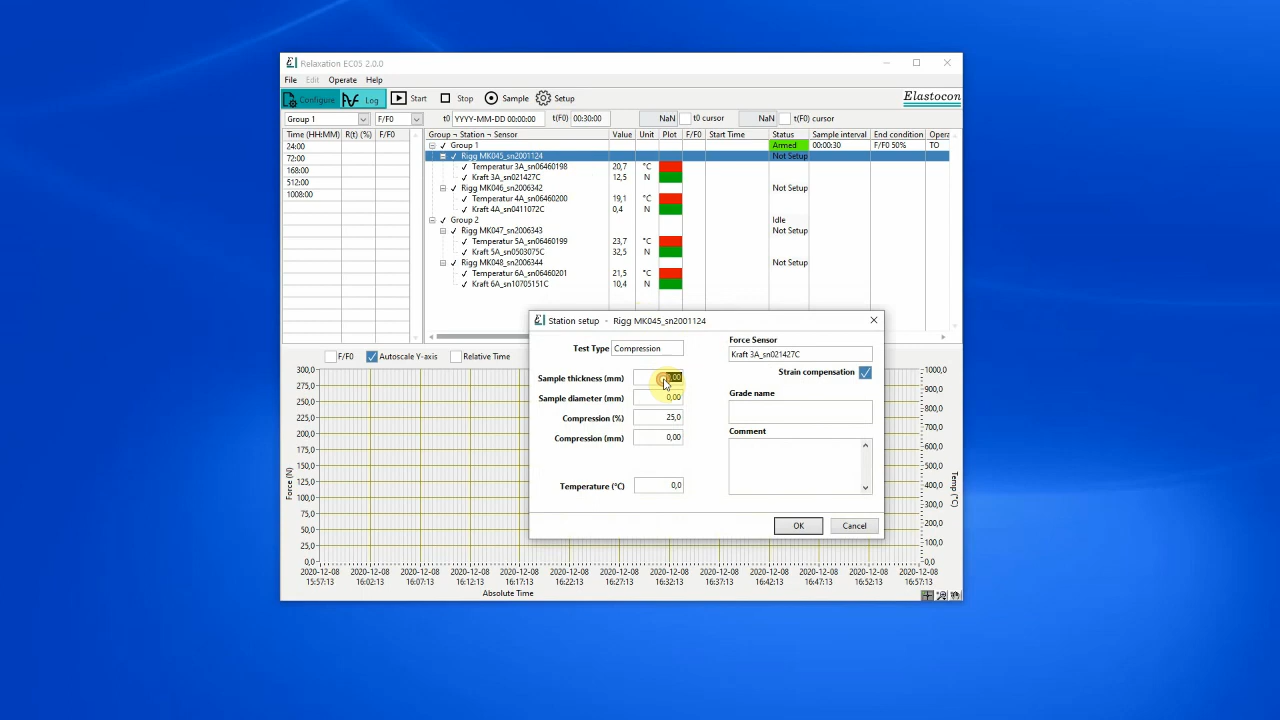 Relaxation EC05 2.0.0
File Edit Operate Help
Configure Log Start Stop Sample Setup Elastocon
Group 1 F/F0 t0 YYYY-MM-DD 00:00:00 t(F0) 00:30:00 NaN t0 cursor NaN t(F0) cursor
Time (HH:MM) R(t) (%) F/F0 Group ¬ Station ¬ Sensor Value Unit Plot F/F0 Start Time Status Sample interval End condition Opera
24:00 Group 1 Armed 00:00:30 F/F0 50% TO
72:00 Rigg MK045_sn2001124 Not Setup
168:00 Temperatur 3A_sn06460198 20,7 °C
512:00 Kraft 3A_sn021427C 12,5 N
1008:00 Rigg MK046_sn2006342 Not Setup
Temperatur 4A_sn06460200 19,1 °C
Kraft 4A_sn0411072C 0,4 N
Group 2 Idle
Rigg MK047_sn2006343 Not Setup
Temperatur 5A_sn06460199 23,7 °C
Kraft 5A_sn0503075C 32,5 N
Rigg MK048_sn2006344 Not Setup
Temperatur 6A_sn06460201 21,5 °C
Kraft 6A_sn10705151C 10,4 N
Station setup - Rigg MK045_sn2001124
Test Type Compression
Sample thickness (mm)
Sample diameter (mm) 0,00
Compression (%) 25,0
Compression (mm) 0,00
Temperature (°C) 0,0
Force Sensor
Kraft 3A_sn021427C
Strain compensation
Grade name
Comment
OK Cancel
F/F0 Autoscale Y-axis Relative Time
300,0
275,0
250,0
225,0
200,0
175,0
150,0
125,0
100,0
75,0
50,0
25,0
0,0
Force (N)
1000,0
900,0
800,0
700,0
600,0
500,0
400,0
300,0
200,0
100,0
0,0
Temp (°C)
2020-12-08 2020-12-08 2020-12-08 2020-12-08 2020-12-08 2020-12-08 2020-12-08 2020-12-08 2020-12-08 2020-12-08 2020-12-08 2020-12-08 2020-12-08
15:57:13 16:02:13 16:07:13 16:12:13 16:17:13 16:22:13 16:27:13 16:32:13 16:37:13 16:42:13 16:47:13 16:52:13 16:57:13
Absolute Time